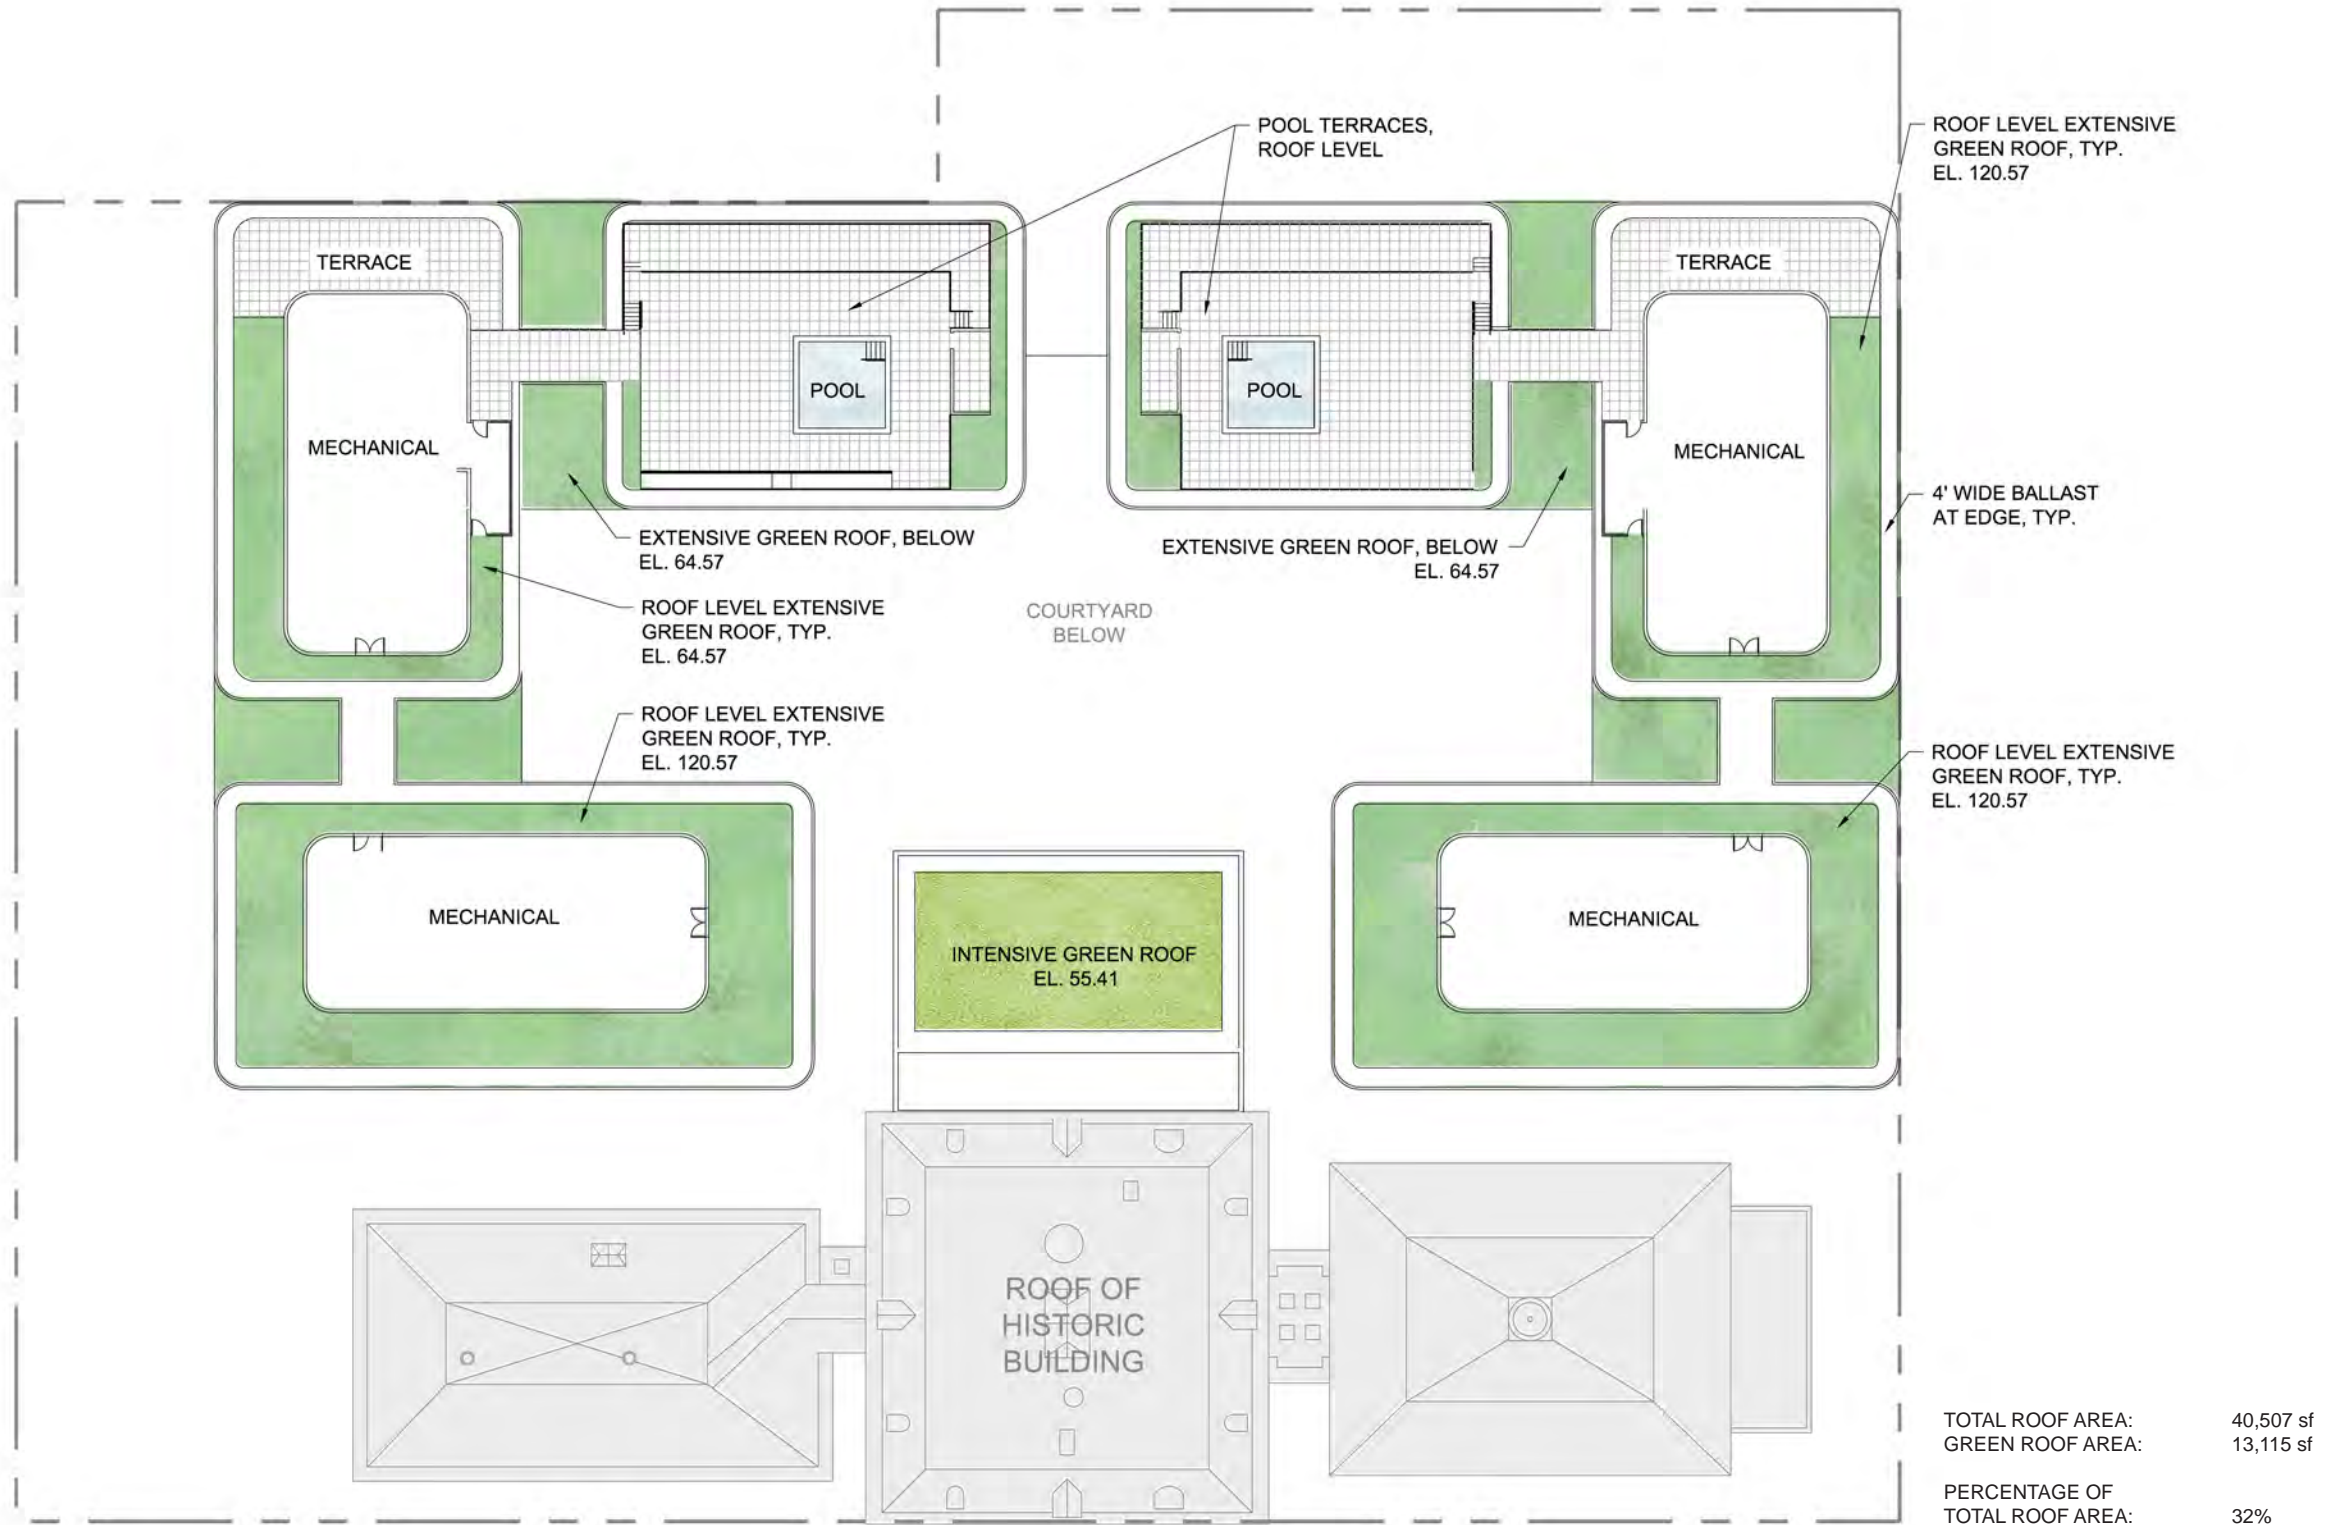 POOL TERRACES,
ROOF LEVEL
ROOF LEVEL EXTENSIVE
GREEN ROOF, TYP.
EL. 120.57
TERRACE
TERRACE
POOL
POOL
MECHANICAL
MECHANICAL
4' WIDE BALLAST
AT EDGE, TYP.
EXTENSIVE GREEN ROOF, BELOW
EL. 64.57
EXTENSIVE GREEN ROOF, BELOW
EL. 64.57
ROOF LEVEL EXTENSIVE
GREEN ROOF, TYP.
EL. 64.57
COURTYARD
BELOW
ROOF LEVEL EXTENSIVE
GREEN ROOF, TYP.
EL. 120.57
ROOF LEVEL EXTENSIVE
GREEN ROOF, TYP.
EL. 120.57
MECHANICAL
MECHANICAL
INTENSIVE GREEN ROOF
EL. 55.41
ROOF OF
HISTORIC
BUILDING
TOTAL ROOF AREA: 40,507 sf
GREEN ROOF AREA: 13,115 sf
PERCENTAGE OF
TOTAL ROOF AREA: 32%